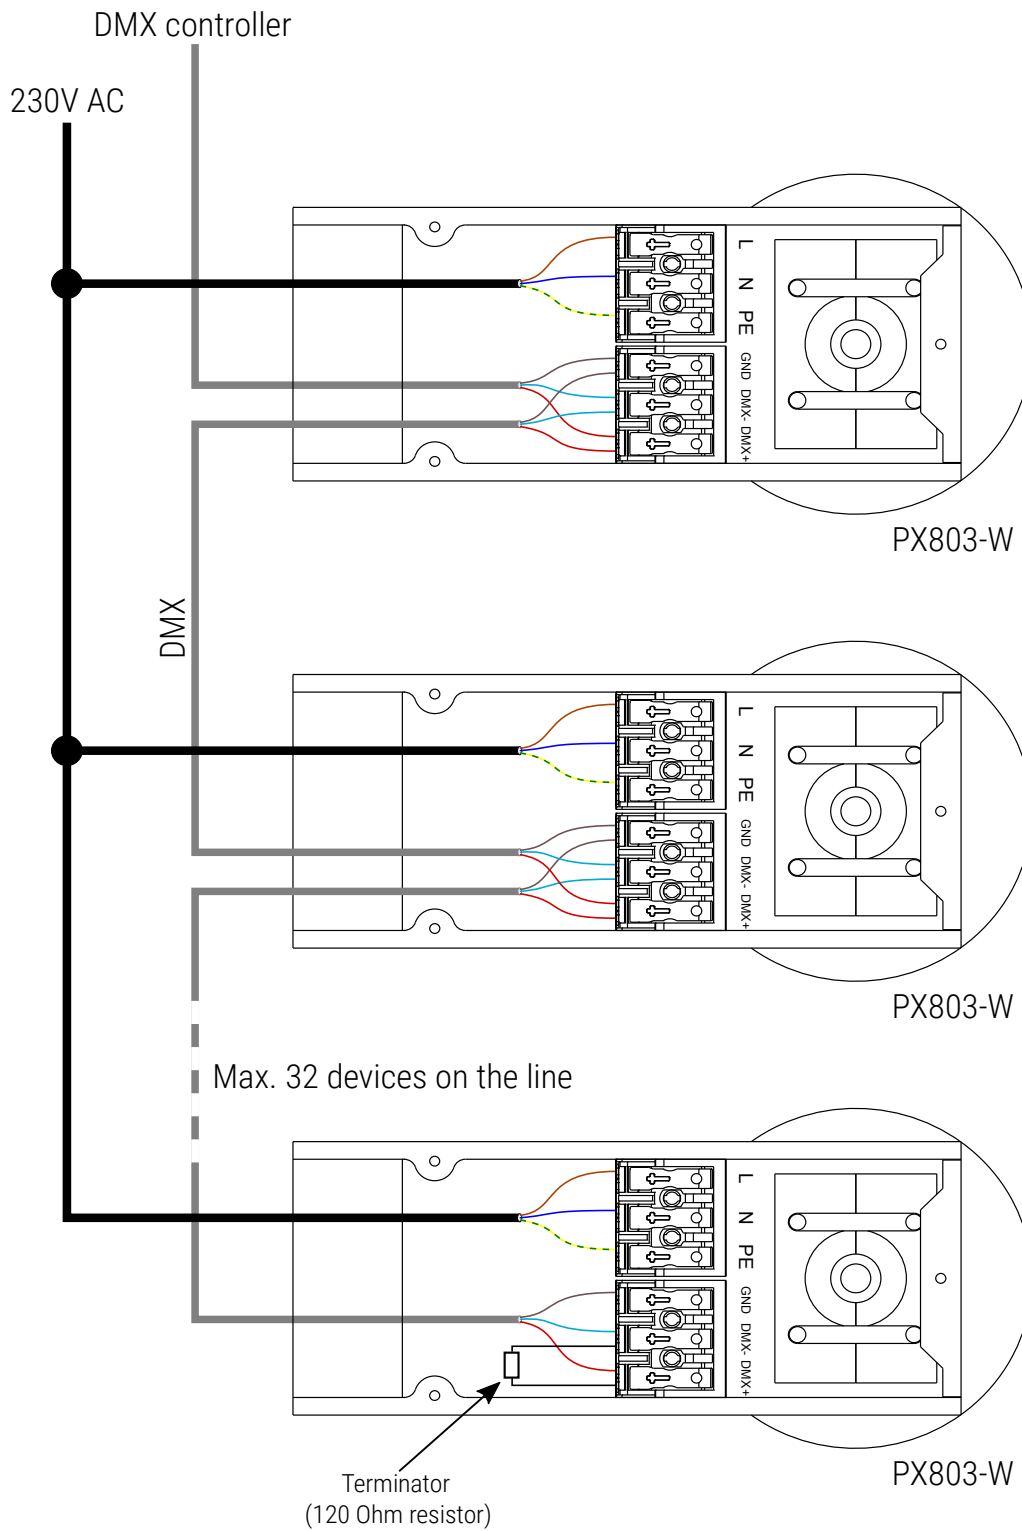 DMX controller
230V AC
L
N
PE
GND
DMX-
DMX+
PX803-W
DMX
L
N
PE
GND
DMX-
DMX+
PX803-W
Max. 32 devices on the line
L
N
PE
GND
DMX-
DMX+
PX803-W
Terminator
(120 Ohm resistor)